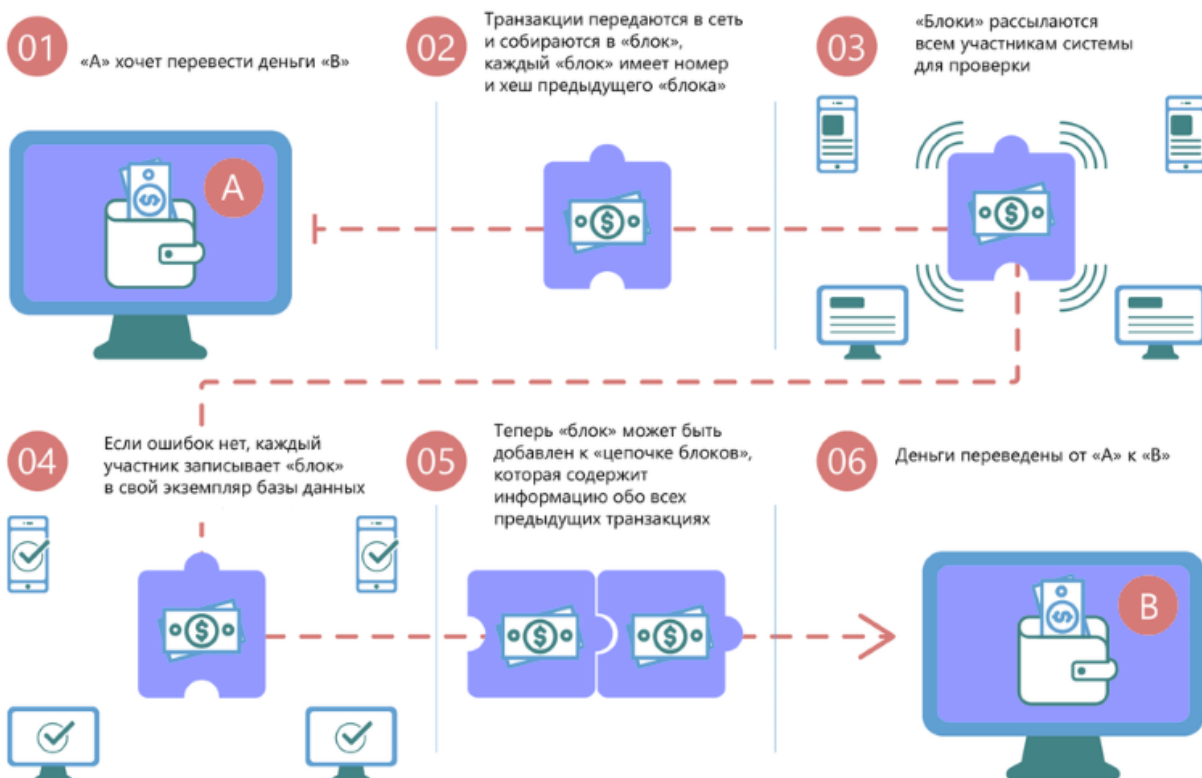 01
«А» хочет перевести деньги «В»
02
Транзакции передаются в сеть
и собираются в «блок»,
каждый «блок» имеет номер
и хеш предыдущего «блока»
03
«Блоки» рассылаются
всем участникам системы
для проверки
A
04
Если ошибок нет, каждый
участник записывает «блок»
в свой экземпляр базы данных
05
Теперь «блок» может быть
добавлен к «цепочке блоков»,
которая содержит
информацию обо всех
предыдущих транзакциях
06
Деньги переведены от «А» к «В»
B